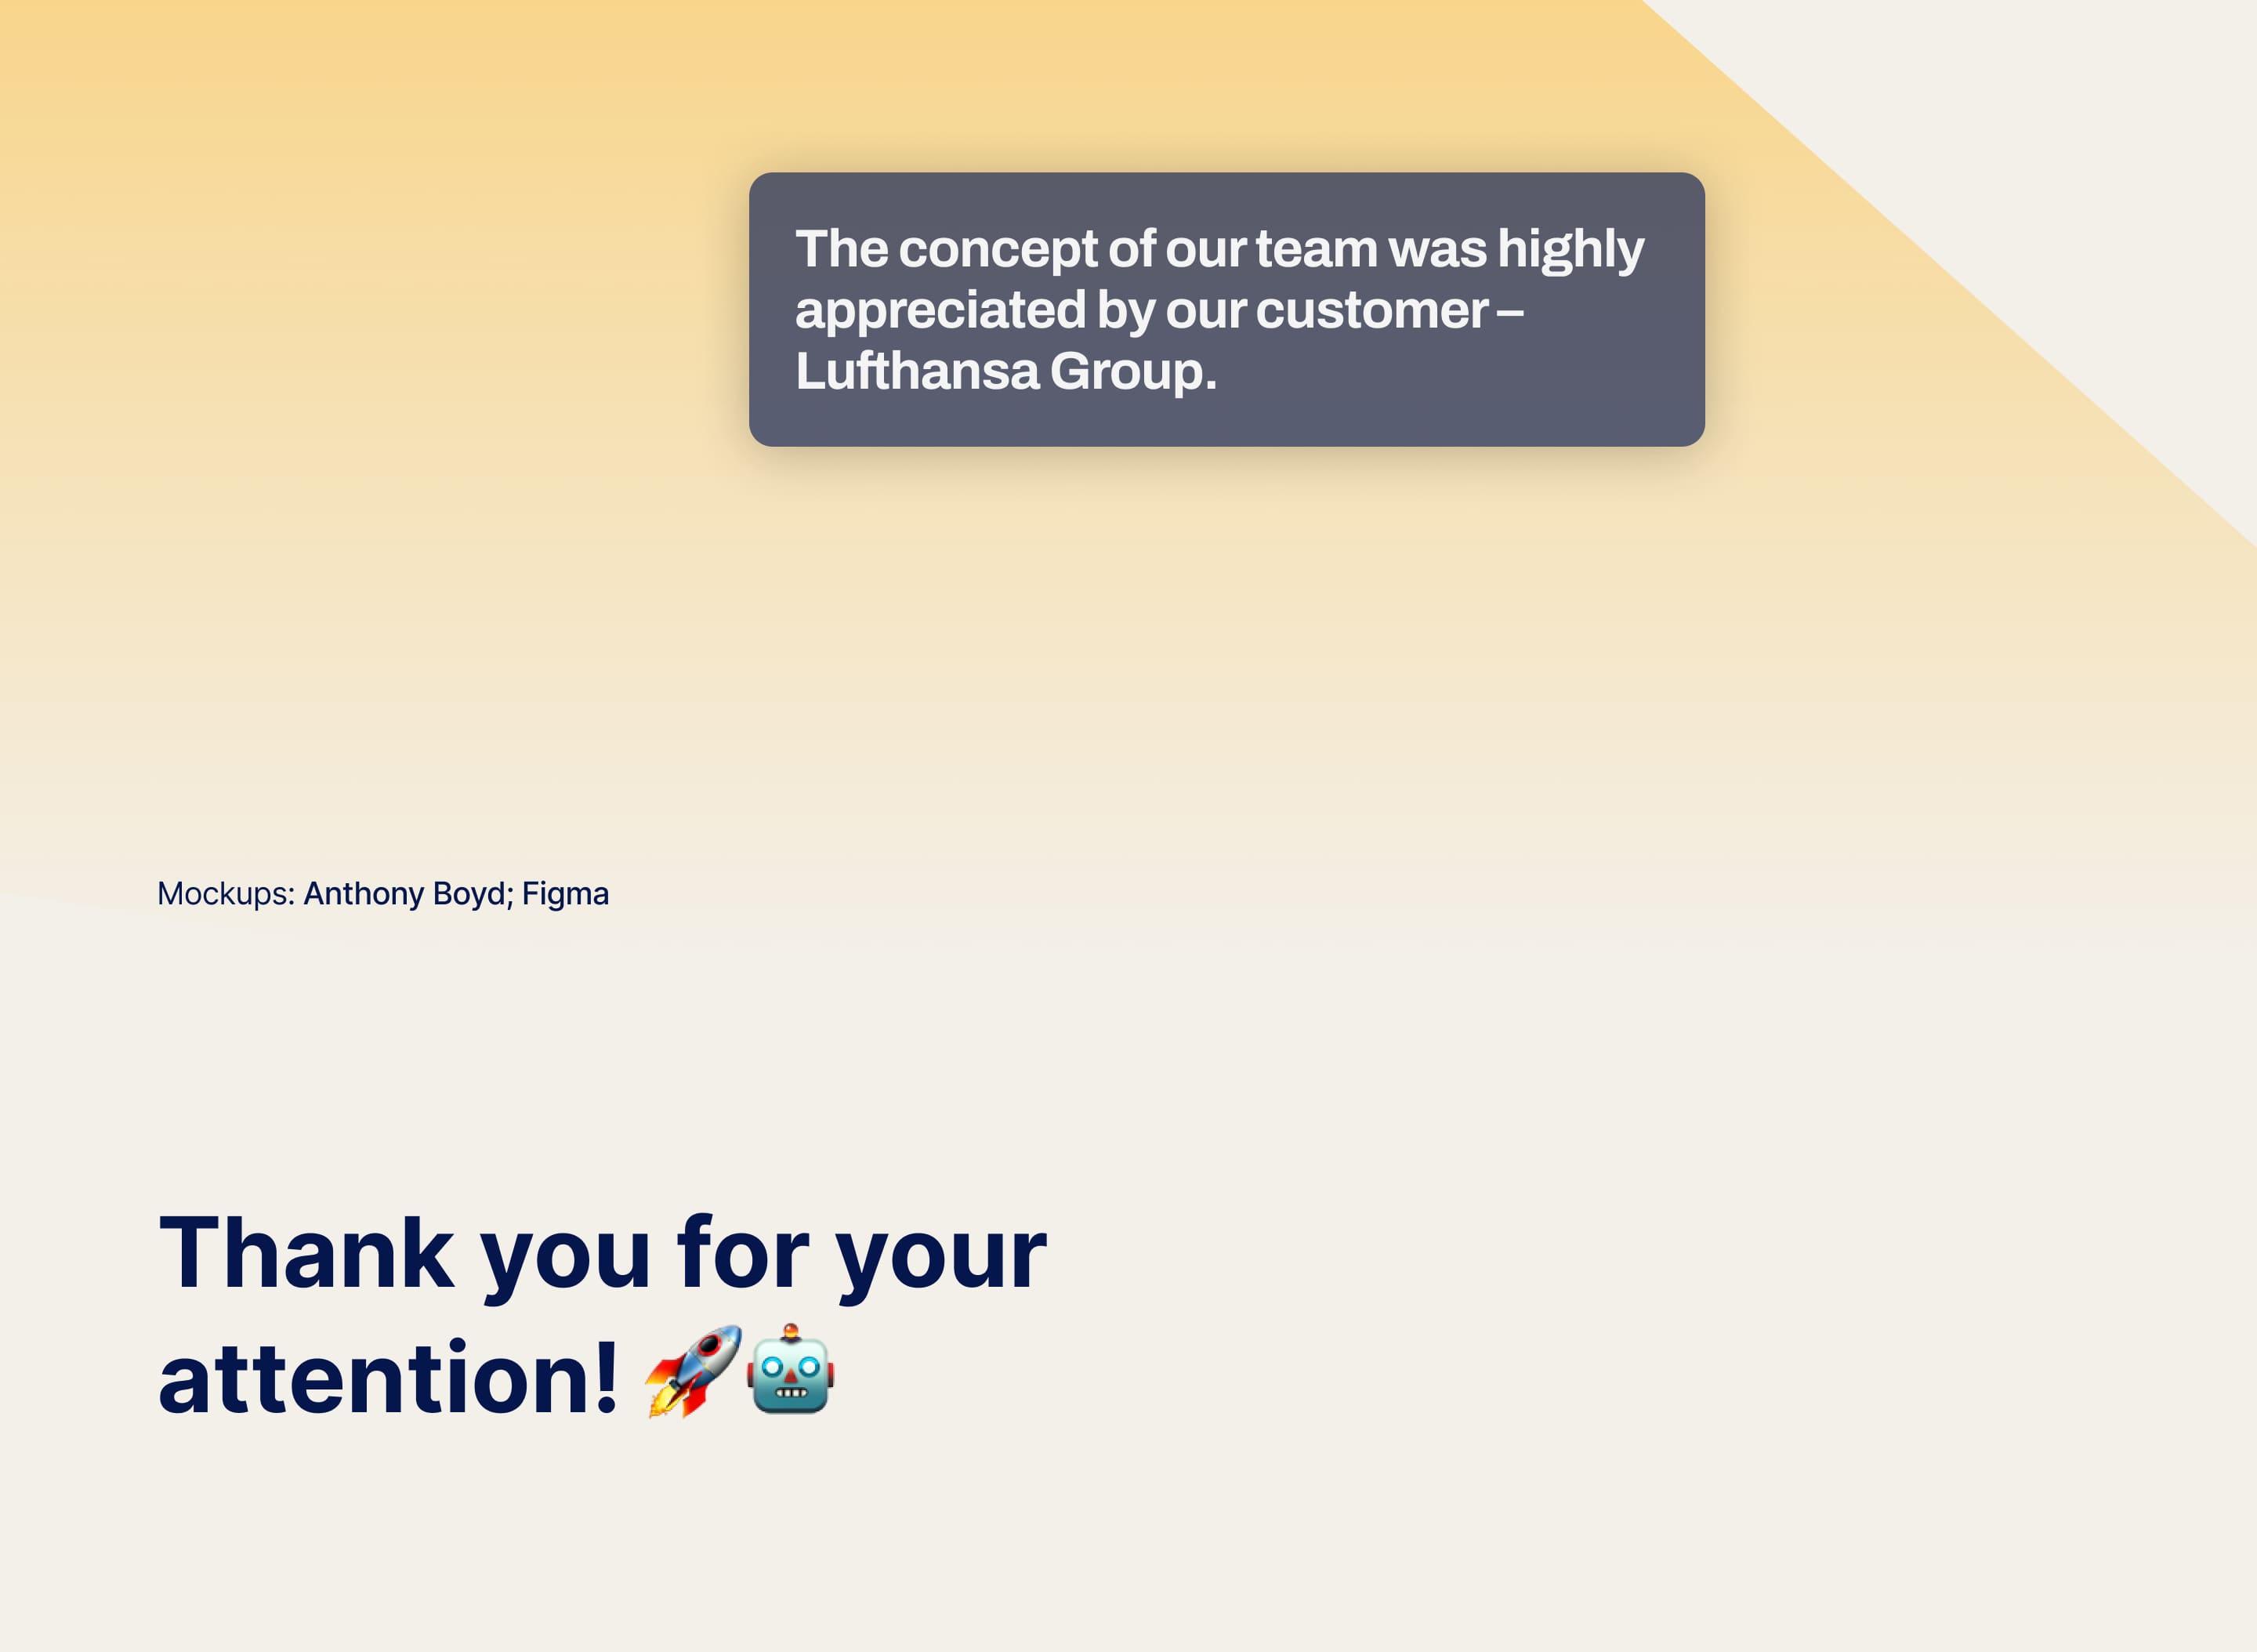 The concept of our team was highly
appreciated by our customer –
Lufthansa Group.
Mockups: Anthony Boyd; Figma
Thank you for your
attention! 🚀🤖